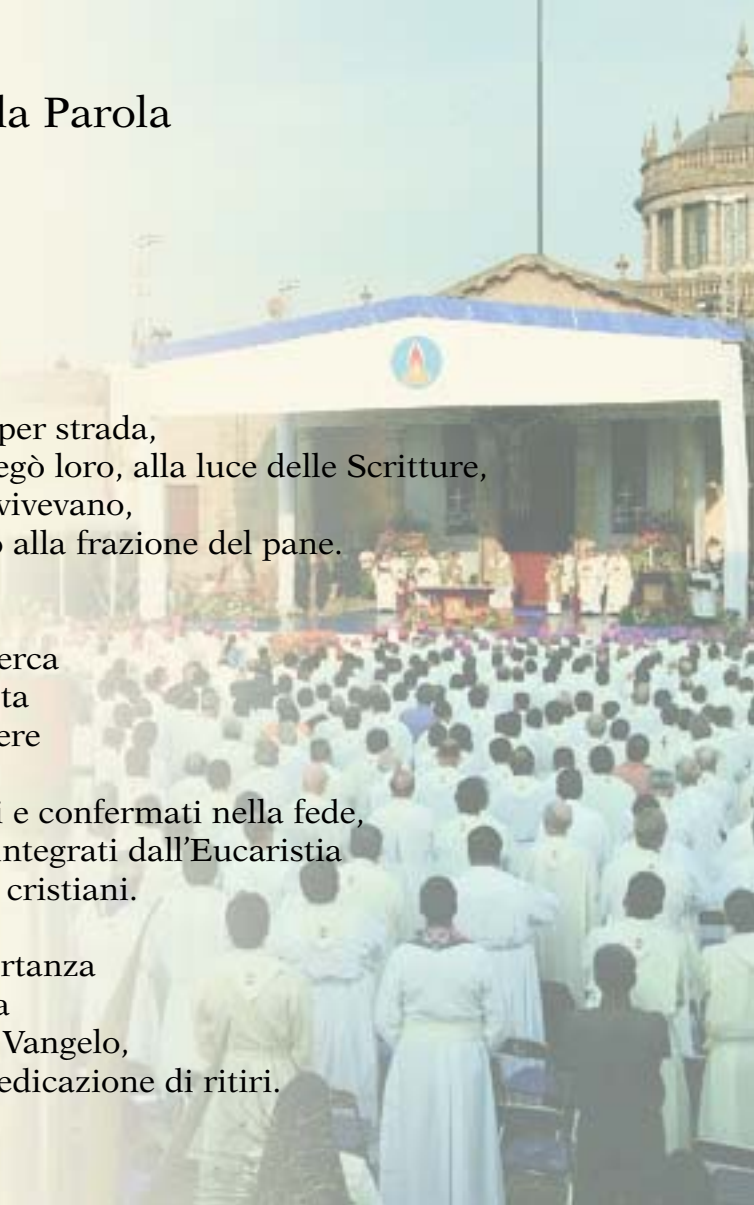 la Parola
per strada,
egò loro, alla luce delle Scritture,
vivevano,
o alla frazione del pane.
erca
ta
ere
i e confermati nella fede,
integrati dall’Eucaristia
cristiani.
rtanza
a
Vangelo,
edicazione di ritiri.